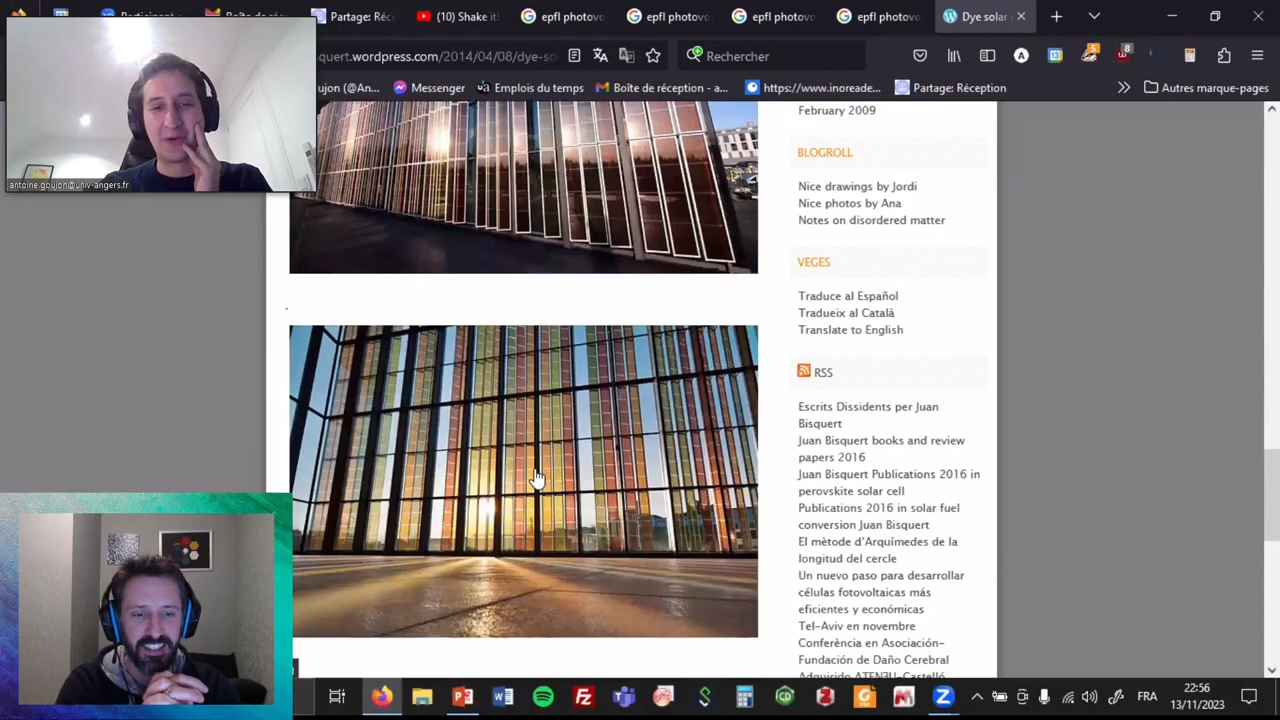 Participant
Boîte de
Partage: Réc
(10) Shake it
epfl photovo
epfl photovo
epfl photovo
epfl photovo
Dye solar
quert.wordpress.com/2014/04/08/dye-so
Rechercher
oujon (@An...
Messenger
Emplois du temps
Boîte de réception - a...
https://www.inoreade...
Partage: Réception
Autres marque-pages
antoine.goujon@univ-angers.fr
February 2009
BLOGROLL
Nice drawings by Jordi
Nice photos by Ana
Notes on disordered matter
VEGES
Traduce al Español
Tradueix al Català
Translate to English
RSS
Escrits Dissidents per Juan
Bisquert
Juan Bisquert books and review
papers 2016
Juan Bisquert Publications 2016 in
perovskite solar cell
Publications 2016 in solar fuel
conversion Juan Bisquert
El mètode d'Arquímedes de la
longitud del cercle
Un nuevo paso para desarrollar
células fotovoltaicas más
eficientes y económicas
Tel-Aviv en novembre
Conferència en Asociación-
Fundación de Daño Cerebral
Adquirido ATENEU-Castelló
FRA
22:56
13/11/2023